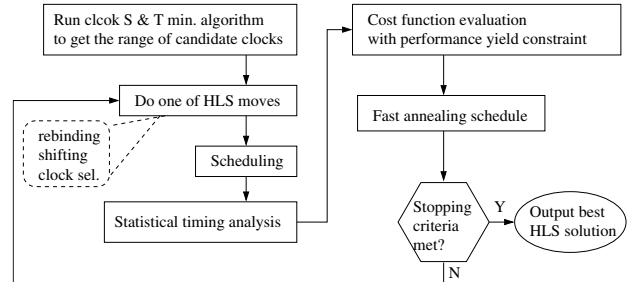 Run clcok S & T min. algorithm
to get the range of candidate clocks
Do one of HLS moves
rebinding
shifting
clock sel.
Scheduling
Statistical timing analysis
Cost function evaluation
with performance yield constraint
Fast annealing schedule
Stopping
criteria
met?
Y
N
Output best
HLS solution